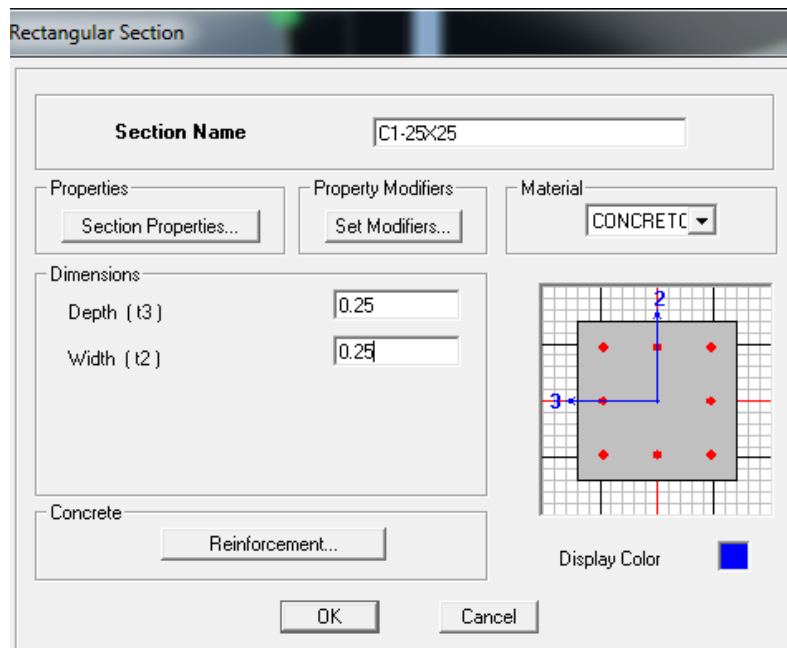 Rectangular Section
Section Name C1-25X25
Properties Property Modifiers Material
Section Properties... Set Modifiers... CONCRETO
Dimensions
Depth ( t3 ) 0.25
Width ( t2 ) 0.25
2
3
Concrete
Reinforcement...
Display Color
OK Cancel